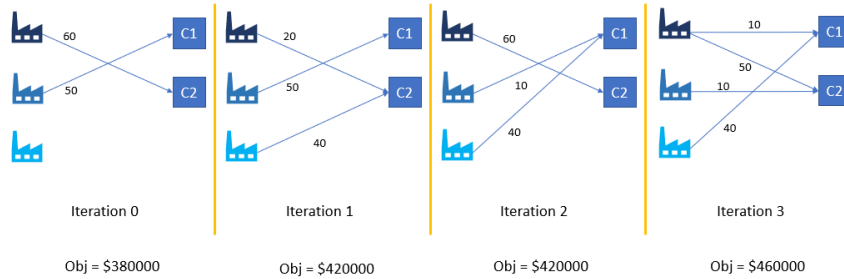 60
50
C1
C2
Iteration 0
Obj = $380000
20
50
40
C1
C2
Iteration 1
Obj = $420000
60
10
40
C1
C2
Iteration 2
Obj = $420000
10
50
10
40
C1
C2
Iteration 3
Obj = $460000